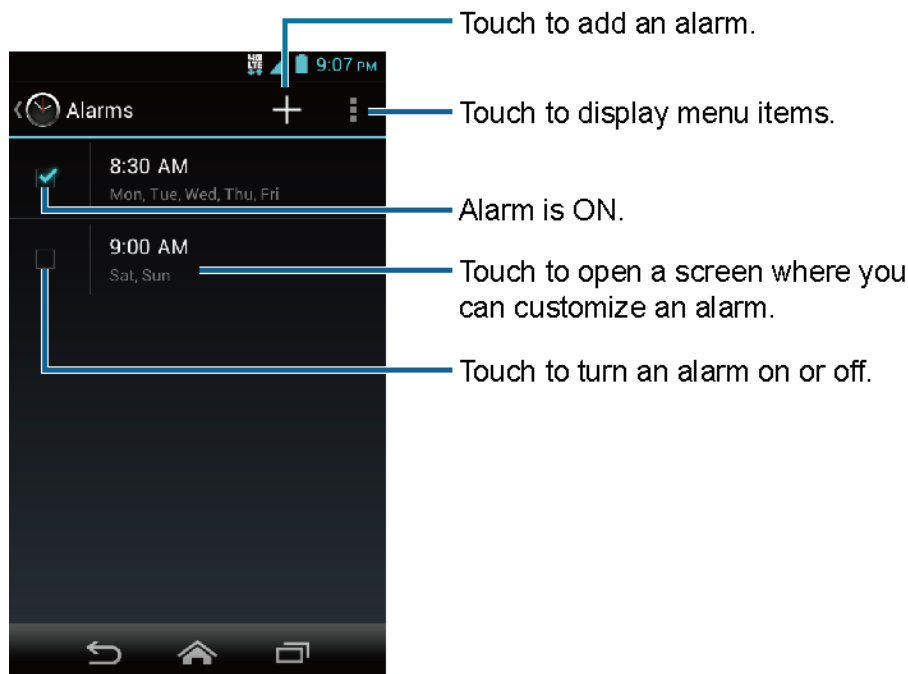 Touch to add an alarm.
4G
LTE
9:07 PM
Alarms
Touch to display menu items.
8:30 AM
Mon, Tue, Wed, Thu, Fri
Alarm is ON.
9:00 AM
Sat, Sun
Touch to open a screen where you
can customize an alarm.
Touch to turn an alarm on or off.